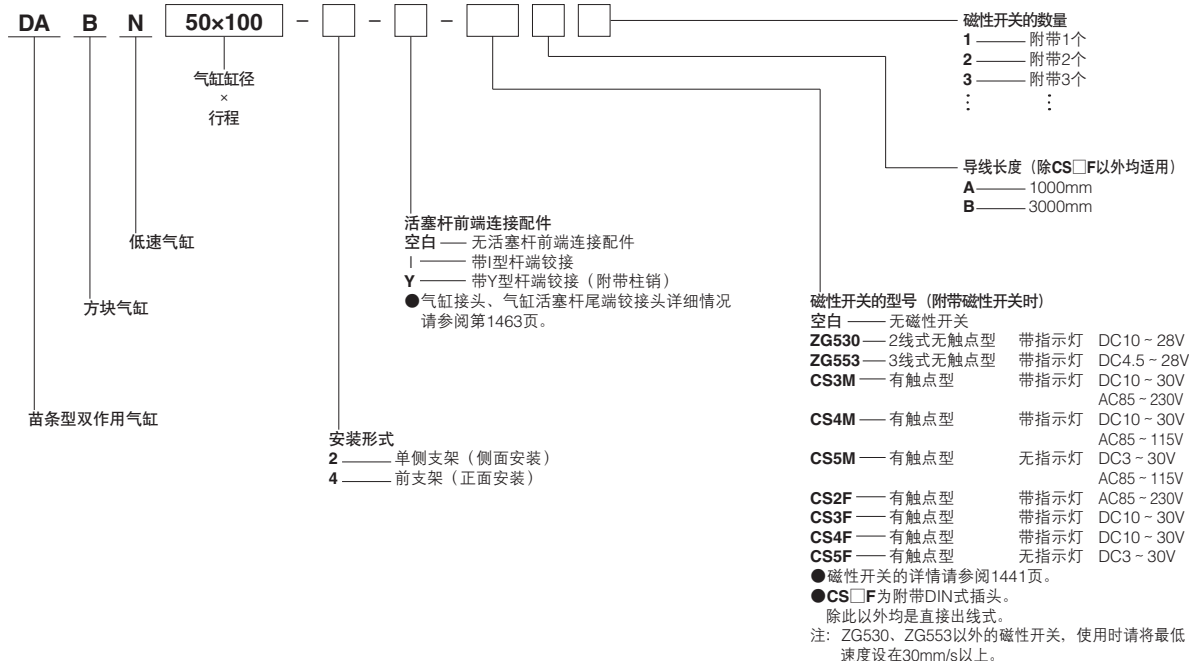 DA B N 50×100 - □ - □ - □ □ □
气缸缸径
×
行程
低速气缸
方块气缸
苗条型双作用气缸
安装形式
2 —— 单侧支架（侧面安装）
4 —— 前支架（正面安装）
活塞杆前端连接配件
空白 —— 无活塞杆前端连接配件
I —— 带I型杆端铰接
Y —— 带Y型杆端铰接（附带柱销）
●气缸接头、气缸活塞杆尾端铰接头详细情况
请参阅第1463页。
磁性开关的数量
1 —— 附带1个
2 —— 附带2个
3 —— 附带3个
⋮ ⋮
导线长度（除CS□F以外均适用）
A —— 1000mm
B —— 3000mm
磁性开关的型号（附带磁性开关时）
空白 —— 无磁性开关
ZG530 —— 2线式无触点型 带指示灯 DC10～28V
ZG553 —— 3线式无触点型 带指示灯 DC4.5～28V
CS3M —— 有触点型 带指示灯 DC10～30V
AC85～230V
CS4M —— 有触点型 带指示灯 DC10～30V
AC85～115V
CS5M —— 有触点型 无指示灯 DC3～30V
AC85～115V
CS2F —— 有触点型 带指示灯 AC85～230V
CS3F —— 有触点型 带指示灯 DC10～30V
CS4F —— 有触点型 带指示灯 DC10～30V
CS5F —— 有触点型 无指示灯 DC3～30V
●磁性开关的详情请参阅1441页。
●CS□F为附带DIN式插头。
除此以外均是直接出线式。
注：ZG530、ZG553以外的磁性开关，使用时请将最低
速度设在30mm/s以上。